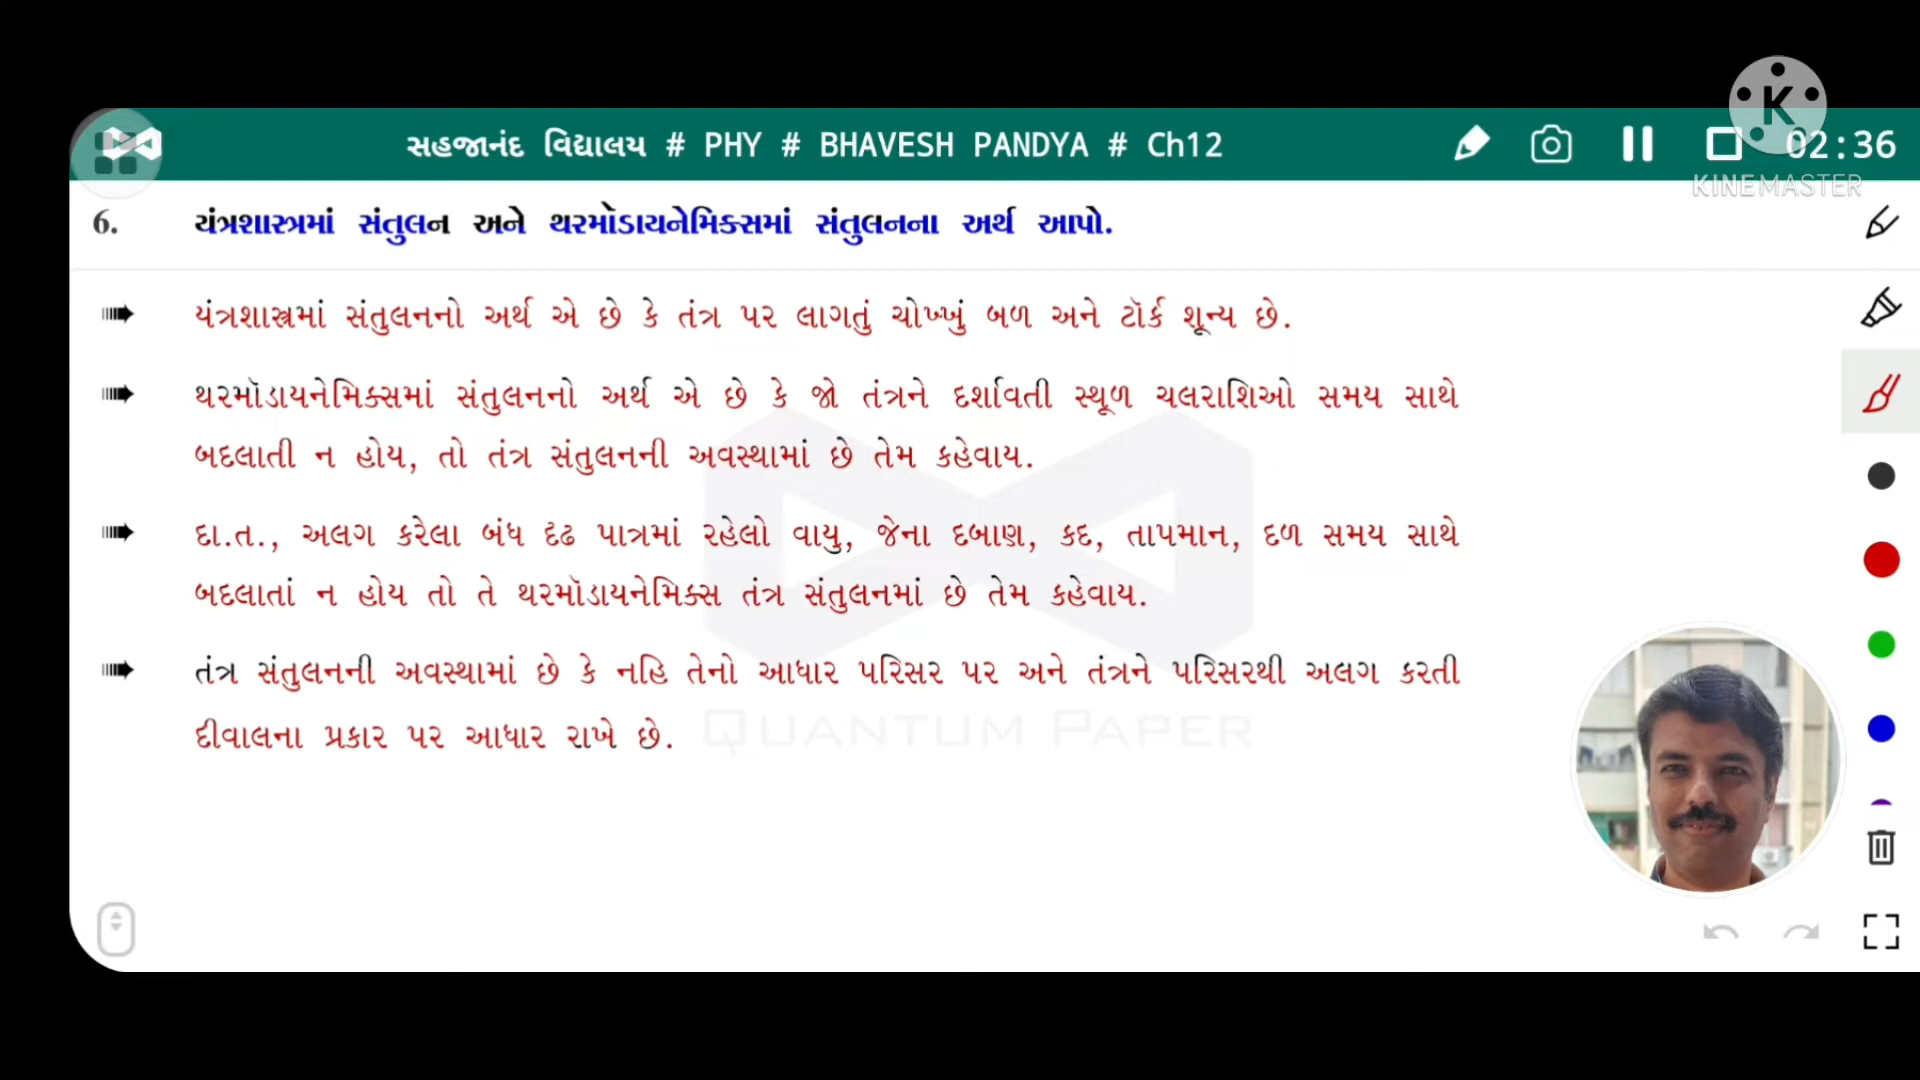 K
સહજાનંદ વિદ્યાલય # PHY # BHAVESH PANDYA # Ch12
02:36
KINEMASTER
6. યંત્રશાસ્ત્રમાં સંતુલન અને થરમોડાયનેમિક્સમાં સંતુલનના અર્થ આપો.
યંત્રશાસ્ત્રમાં સંતુલનનો અર્થ એ છે કે તંત્ર પર લાગતું ચોખ્ખું બળ અને ટૉર્ક શૂન્ય છે.
થરમૉડાયનેમિક્સમાં સંતુલનનો અર્થ એ છે કે જો તંત્રને દર્શાવતી સ્થૂળ ચલરાશિઓ સમય સાથે
બદલાતી ન હોય, તો તંત્ર સંતુલનની અવસ્થામાં છે તેમ કહેવાય.
દા.ત., અલગ કરેલા બંધ દૃઢ પાત્રમાં રહેલો વાયુ, જેના દબાણ, કદ, તાપમાન, દળ સમય સાથે
બદલાતાં ન હોય તો તે થરમૉડાયનેમિક્સ તંત્ર સંતુલનમાં છે તેમ કહેવાય.
તંત્ર સંતુલનની અવસ્થામાં છે કે નહિ તેનો આધાર પરિસર પર અને તંત્રને પરિસરથી અલગ કરતી
દીવાલના પ્રકાર પર આધાર રાખે છે.
QUANTUM PAPER